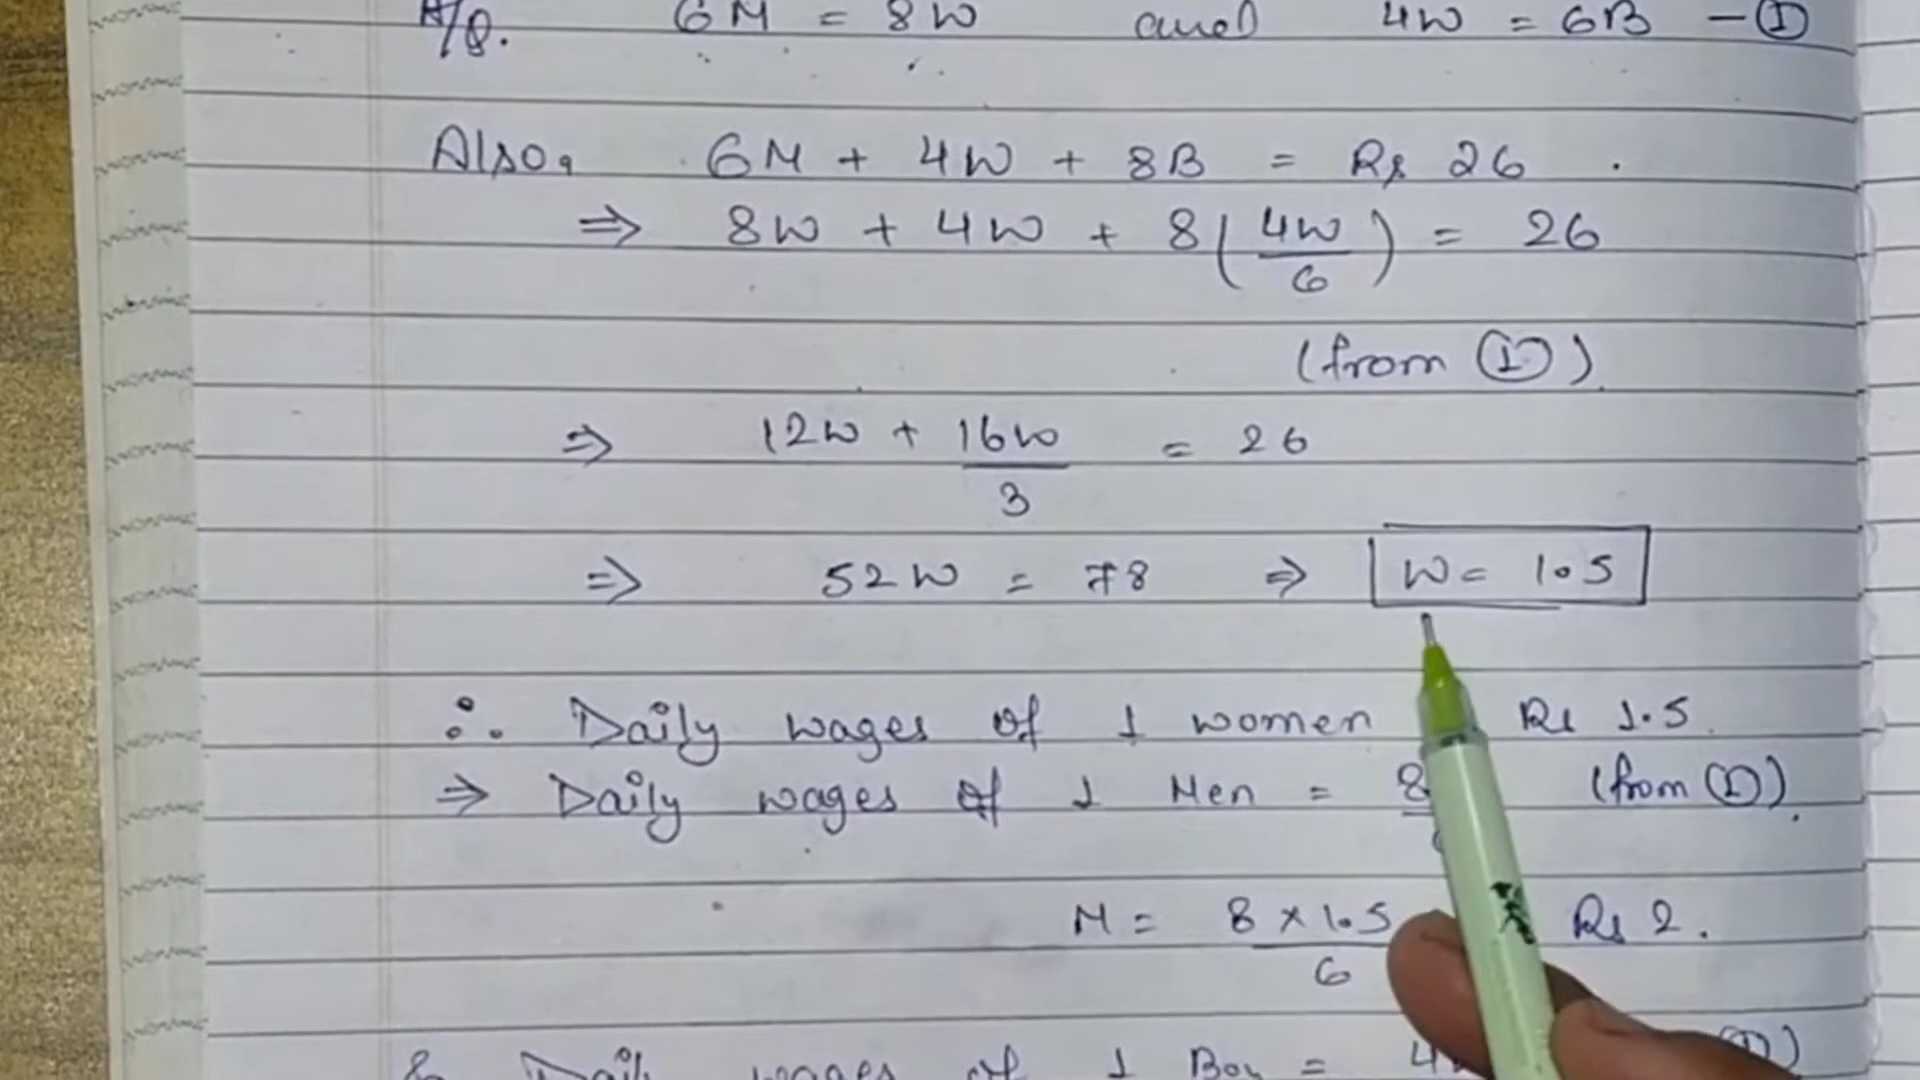 A/Q. 6M = 8W and 4W = 6B - (I)
Also, 6M + 4W + 8B = Rs 26 .
⇒ 8W + 4W + 8(4W/6) = 26
(from (I))
⇒ 12W + 16W/3 = 26
⇒ 52W = 78 ⇒ W = 1.5
∴ Daily wages of 1 women Rs 1.5.
⇒ Daily wages of 1 Men = 8 (from (I)).
M = 8 × 1.5 / 6 Rs 2.
& Daily wages of 1 Boy = 4 (I))